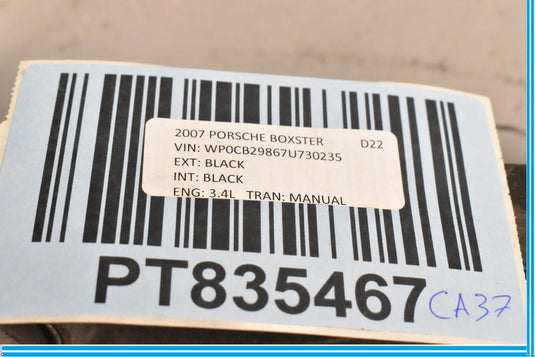 2007 PORSCHE BOXSTER D22
VIN: WP0CB29867U730235
EXT: BLACK
INT: BLACK
ENG: 3.4L TRAN: MANUAL
PT835467 CA37